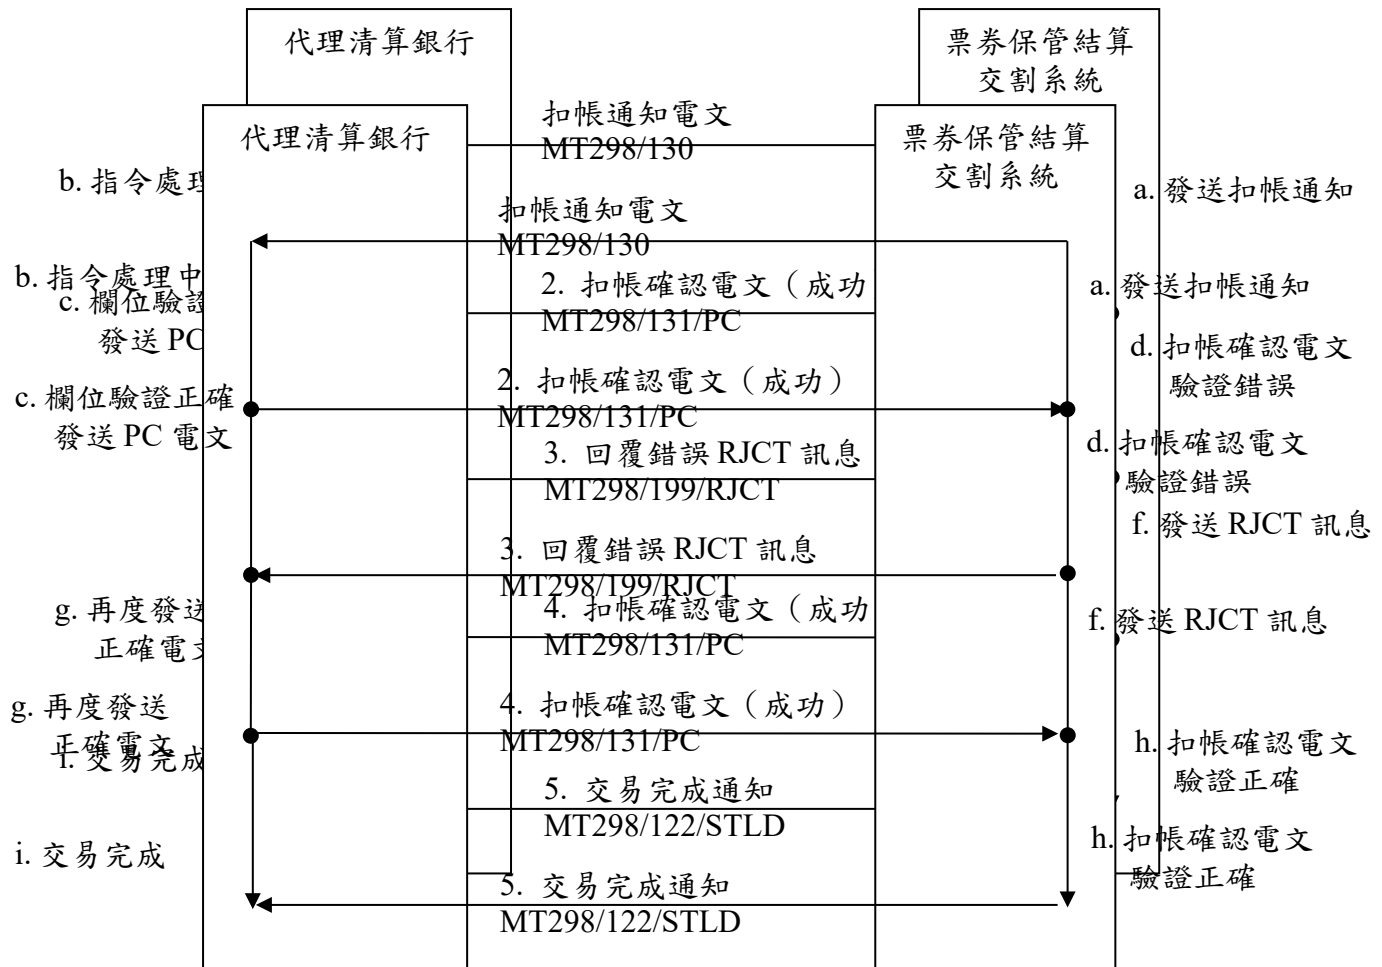 代理清算銀行
票券保管結算
交割系統
扣帳通知電文
MT298/130
代理清算銀行
票券保管結算
交割系統
b. 指令處理
a. 發送扣帳通知
扣帳通知電文
MT298/130
b. 指令處理中
a. 發送扣帳通知
c. 欄位驗證
發送 PC
2. 扣帳確認電文（成功
MT298/131/PC
d. 扣帳確認電文
驗證錯誤
2. 扣帳確認電文（成功）
MT298/131/PC
c. 欄位驗證正確
發送 PC 電文
d. 扣帳確認電文
驗證錯誤
3. 回覆錯誤 RJCT 訊息
MT298/199/RJCT
f. 發送 RJCT 訊息
3. 回覆錯誤 RJCT 訊息
MT298/199/RJCT
g. 再度發送
正確電文
4. 扣帳確認電文（成功
MT298/131/PC
f. 發送 RJCT 訊息
g. 再度發送
正確電文
4. 扣帳確認電文（成功）
MT298/131/PC
i. 交易完成
h. 扣帳確認電文
驗證正確
5. 交易完成通知
MT298/122/STLD
i. 交易完成
h. 扣帳確認電文
驗證正確
5. 交易完成通知
MT298/122/STLD